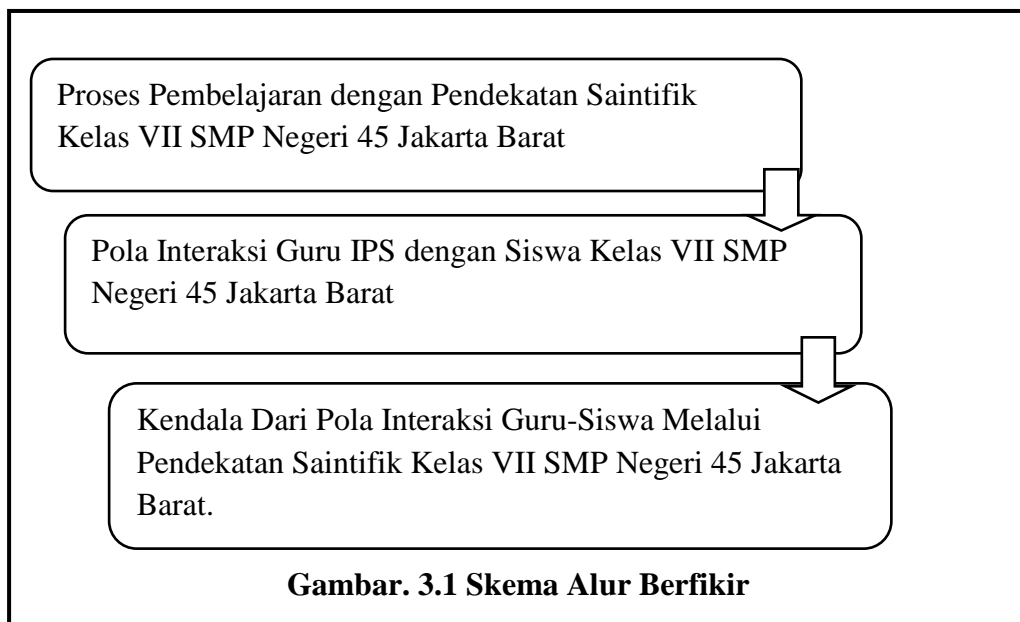 Proses Pembelajaran dengan Pendekatan Saintifik
Kelas VII SMP Negeri 45 Jakarta Barat
Pola Interaksi Guru IPS dengan Siswa Kelas VII SMP
Negeri 45 Jakarta Barat
Kendala Dari Pola Interaksi Guru-Siswa Melalui
Pendekatan Saintifik Kelas VII SMP Negeri 45 Jakarta
Barat.
Gambar. 3.1 Skema Alur Berfikir